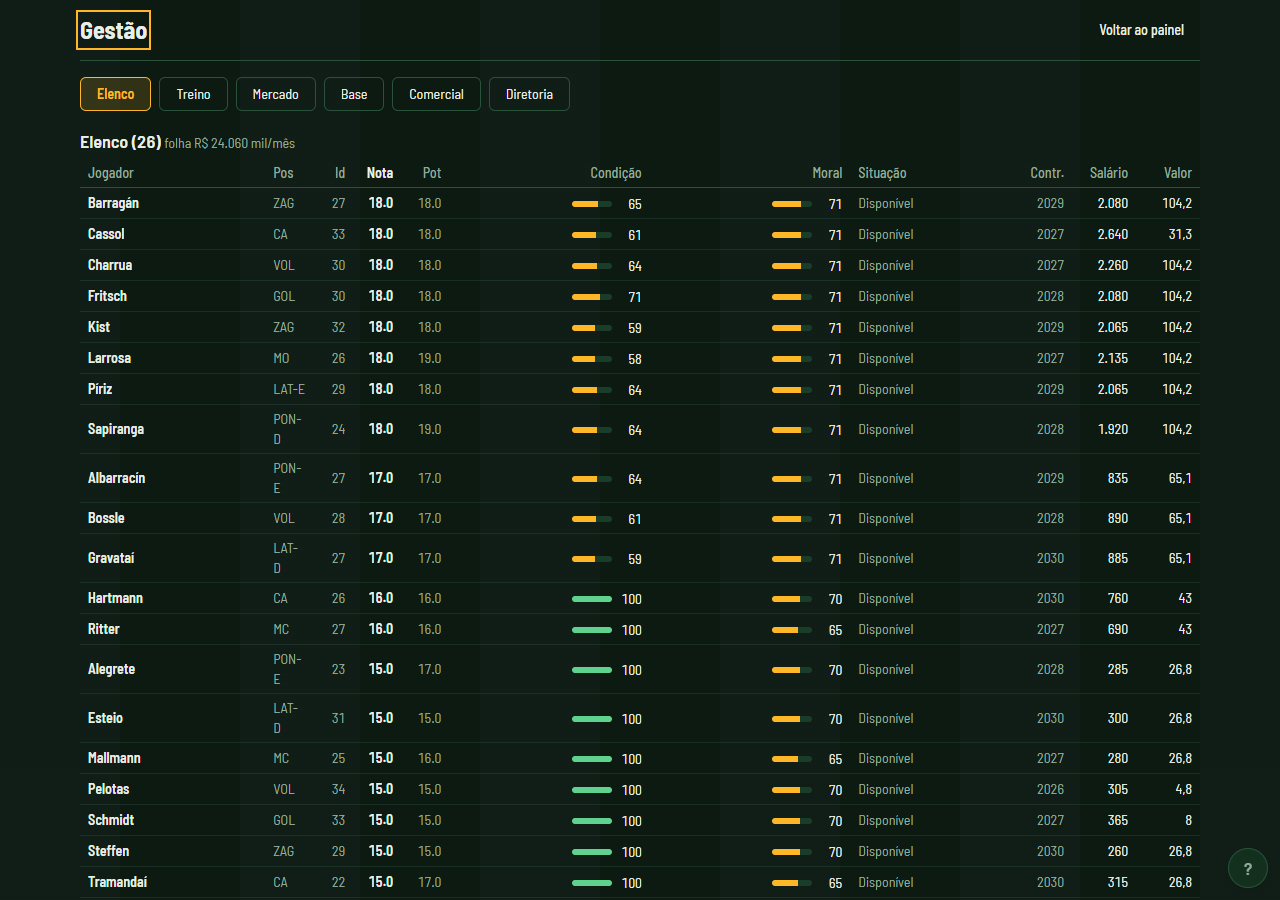 Gestão
Voltar ao painel
Elenco Treino Mercado Base Comercial Diretoria
Elenco (26) folha R$ 24.060 mil/mês
Jogador Pos Id Nota Pot Condição Moral Situação Contr. Salário Valor
Barragán ZAG 27 18.0 18.0 65 71 Disponível 2029 2.080 104,2
Cassol CA 33 18.0 18.0 61 71 Disponível 2027 2.640 31,3
Charrua VOL 30 18.0 18.0 64 71 Disponível 2027 2.260 104,2
Fritsch GOL 30 18.0 18.0 71 71 Disponível 2028 2.080 104,2
Kist ZAG 32 18.0 18.0 59 71 Disponível 2029 2.065 104,2
Larrosa MO 26 18.0 19.0 58 71 Disponível 2027 2.135 104,2
Píriz LAT-E 29 18.0 18.0 64 71 Disponível 2029 2.065 104,2
Sapiranga PON-
D 24 18.0 19.0 64 71 Disponível 2028 1.920 104,2
Albarracín PON-
E 27 17.0 17.0 64 71 Disponível 2029 835 65,1
Bossle VOL 28 17.0 17.0 61 71 Disponível 2028 890 65,1
Gravataí LAT-
D 27 17.0 17.0 59 71 Disponível 2030 885 65,1
Hartmann CA 26 16.0 16.0 100 70 Disponível 2030 760 43
Ritter MC 27 16.0 16.0 100 65 Disponível 2027 690 43
Alegrete PON-
E 23 15.0 17.0 100 70 Disponível 2028 285 26,8
Esteio LAT-
D 31 15.0 15.0 100 70 Disponível 2030 300 26,8
Mallmann MC 25 15.0 16.0 100 65 Disponível 2027 280 26,8
Pelotas VOL 34 15.0 15.0 100 70 Disponível 2026 305 4,8
Schmidt GOL 33 15.0 15.0 100 70 Disponível 2027 365 8
Steffen ZAG 29 15.0 15.0 100 70 Disponível 2030 260 26,8
Tramandaí CA 22 15.0 17.0 100 65 Disponível 2030 315 26,8
?